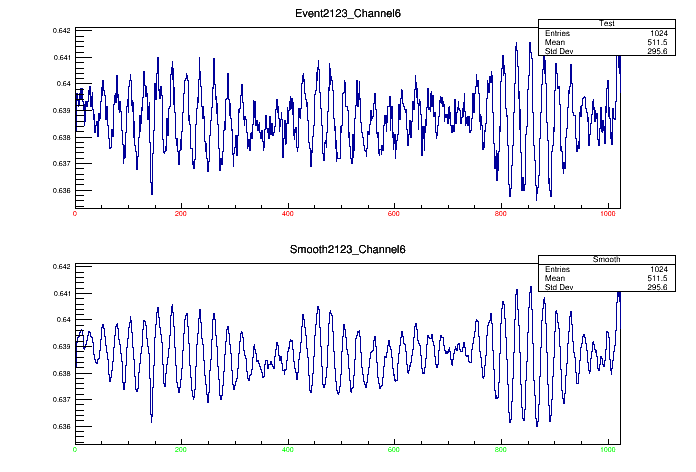 Event2123_Channel6
Test
Entries 1024
Mean 511.5
Std Dev 295.6
0.642
0.641
0.64
0.639
0.638
0.637
0.636
0 200 400 600 800 1000
Smooth2123_Channel6
Smooth
Entries 1024
Mean 511.5
Std Dev 295.6
0.642
0.641
0.64
0.639
0.638
0.637
0.636
0 200 400 600 800 1000